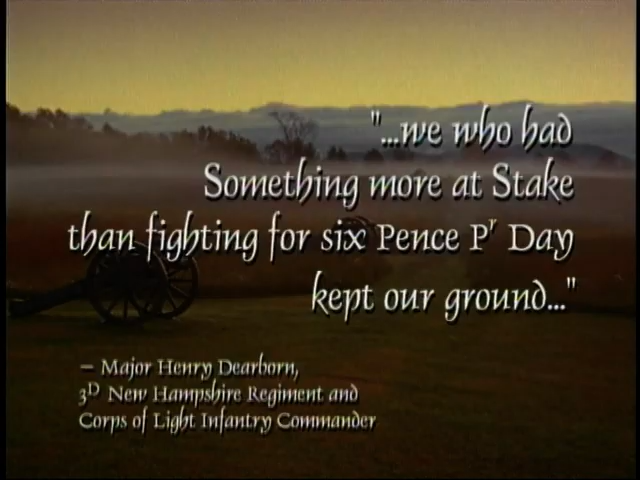 "...we who had
Something more at Stake
than fighting for six Pence Pʳ Day
kept our ground..."
– Major Henry Dearborn,
3ᴰ New Hampshire Regiment and
Corps of Light Infantry Commander